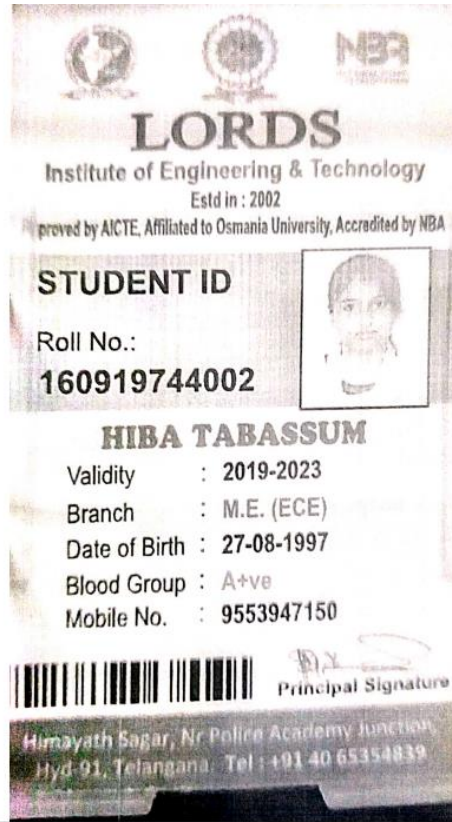 NBA
LORDS
Institute of Engineering & Technology
Estd in : 2002
proved by AICTE, Affiliated to Osmania University, Accredited by NBA
STUDENT ID
Roll No.:
160919744002
HIBA TABASSUM
Validity : 2019-2023
Branch : M.E. (ECE)
Date of Birth : 27-08-1997
Blood Group : A+ve
Mobile No. : 9553947150
Principal Signature
Himayath Sagar, Nr Police Academy Junction,
Hyd-91, Telangana. Tel : +91 40 65354839